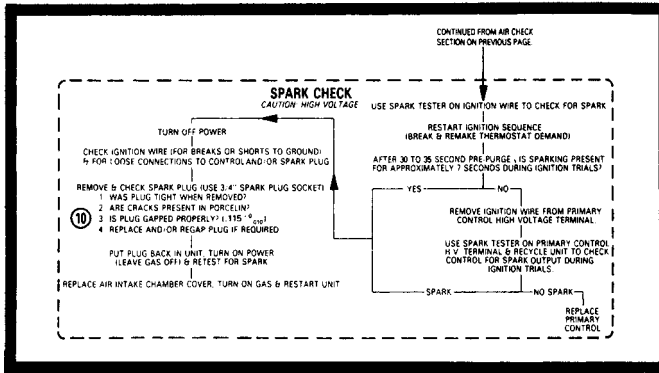 CONTINUED FROM AIR CHECK
SECTION ON PREVIOUS PAGE
SPARK CHECK
CAUTION: HIGH VOLTAGE
USE SPARK TESTER ON IGNITION WIRE TO CHECK FOR SPARK
RESTART IGNITION SEQUENCE
(BREAK & REMAKE THERMOSTAT DEMAND)
AFTER 30 TO 35 SECOND PRE-PURGE, IS SPARKING PRESENT
FOR APPROXIMATELY 7 SECONDS DURING IGNITION TRIALS?
YES
NO
REMOVE IGNITION WIRE FROM PRIMARY
CONTROL HIGH VOLTAGE TERMINAL.
USE SPARK TESTER ON PRIMARY CONTROL
H.V. TERMINAL & RECYCLE UNIT TO CHECK
CONTROL FOR SPARK OUTPUT DURING
IGNITION TRIALS.
SPARK
NO SPARK
REPLACE
PRIMARY
CONTROL
TURN OFF POWER
CHECK IGNITION WIRE (FOR BREAKS OR SHORTS TO GROUND)
& FOR LOOSE CONNECTIONS TO CONTROL AND/OR SPARK PLUG
REMOVE & CHECK SPARK PLUG (USE 3/4" SPARK PLUG SOCKET)
1 WAS PLUG TIGHT WHEN REMOVED?
2 ARE CRACKS PRESENT IN PORCELIN?
10
3 IS PLUG GAPPED PROPERLY? (.115
4 REPLACE AND/OR REGAP PLUG IF REQUIRED
PUT PLUG BACK IN UNIT, TURN ON POWER
(LEAVE GAS OFF) & RETEST FOR SPARK
REPLACE AIR INTAKE CHAMBER COVER, TURN ON GAS & RESTART UNIT